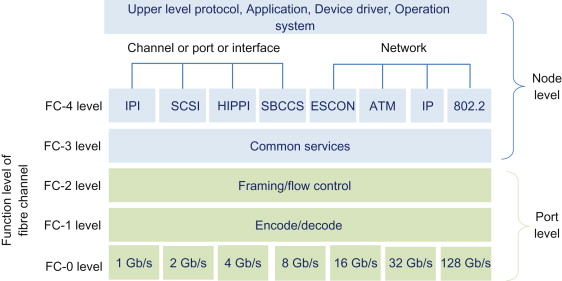 Upper level protocol, Application, Device driver, Operation
system
Channel or port or interface
Network
Node
level
FC-4 level
IPI
SCSI
HIPPI
SBCCS
ESCON
ATM
IP
802.2
FC-3 level
Common services
Function level of
fibre channel
FC-2 level
Framing/flow control
Port
level
FC-1 level
Encode/decode
FC-0 level
1 Gb/s
2 Gb/s
4 Gb/s
8 Gb/s
16 Gb/s
32 Gb/s
128 Gb/s